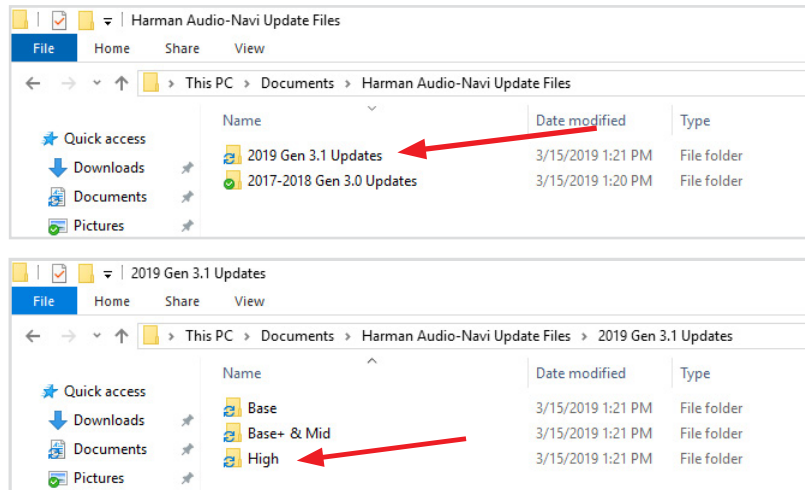 Harman Audio-Navi Update Files
File Home Share View
This PC > Documents > Harman Audio-Navi Update Files
Name Date modified Type
Quick access
Downloads
Documents
Pictures
2019 Gen 3.1 Updates 3/15/2019 1:21 PM File folder
2017-2018 Gen 3.0 Updates 3/15/2019 1:20 PM File folder
2019 Gen 3.1 Updates
File Home Share View
This PC > Documents > Harman Audio-Navi Update Files > 2019 Gen 3.1 Updates
Name Date modified Type
Quick access
Downloads
Documents
Pictures
Base 3/15/2019 1:21 PM File folder
Base+ & Mid 3/15/2019 1:21 PM File folder
High 3/15/2019 1:21 PM File folder